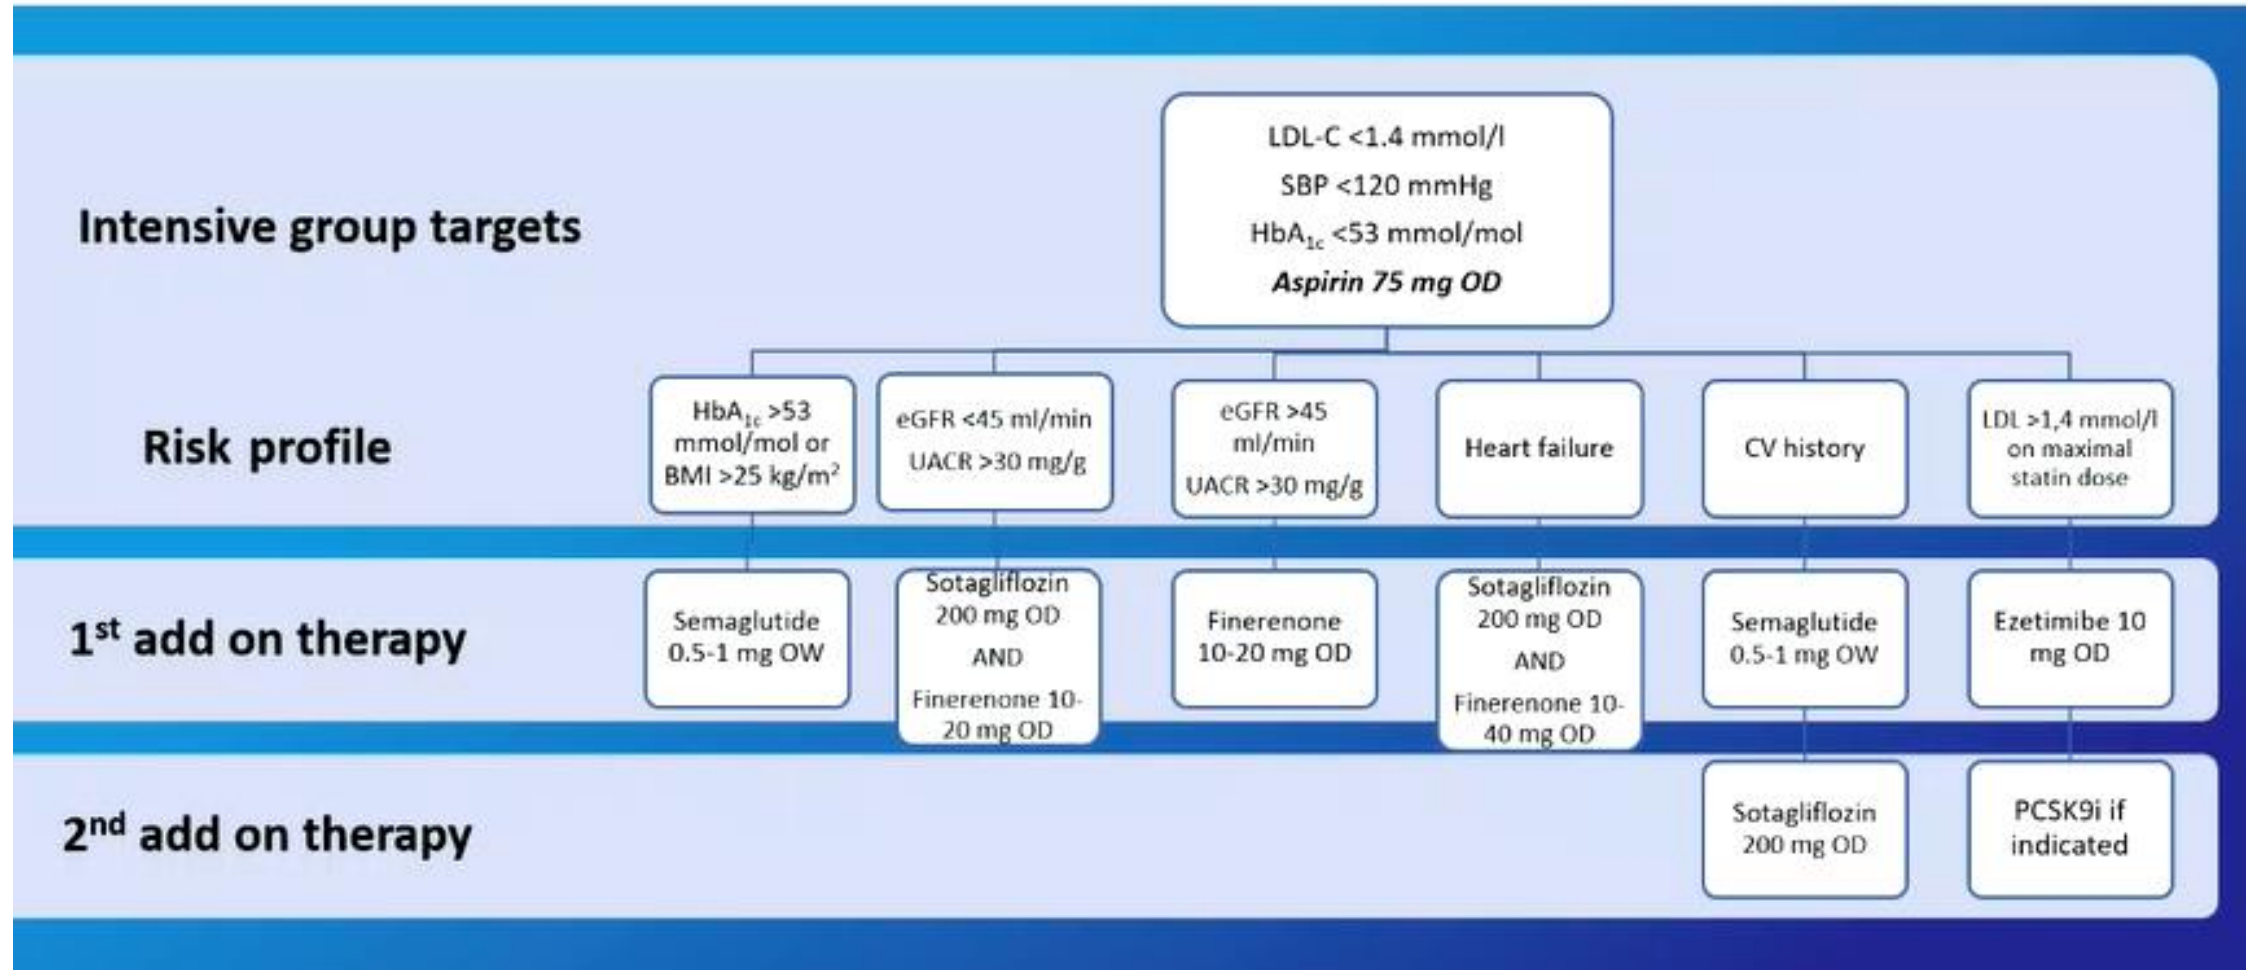 Intensive group targets
LDL-C <1.4 mmol/l
SBP <120 mmHg
HbA1c <53 mmol/mol
Aspirin 75 mg OD
Risk profile
HbA1c >53
mmol/mol or
BMI >25 kg/m²
eGFR <45 ml/min
UACR >30 mg/g
eGFR >45
ml/min
UACR >30 mg/g
Heart failure
CV history
LDL >1,4 mmol/l
on maximal
statin dose
1st add on therapy
Semaglutide
0.5-1 mg OW
Sotagliflozin
200 mg OD
AND
Finerenone 10-
20 mg OD
Finerenone
10-20 mg OD
Sotagliflozin
200 mg OD
AND
Finerenone 10-
40 mg OD
Semaglutide
0.5-1 mg OW
Ezetimibe 10
mg OD
2nd add on therapy
Sotagliflozin
200 mg OD
PCSK9i if
indicated